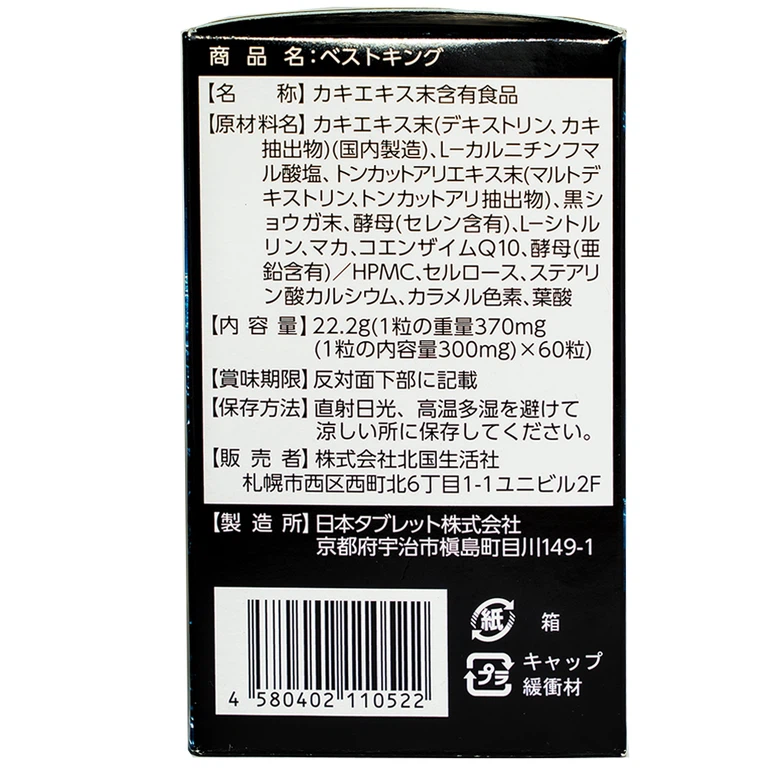 商品名：ベストキング
【名称】カキエキス末含有食品
【原材料名】カキエキス末(デキストリン、カキ
抽出物)(国内製造)、L-カルニチンフマ
ル酸塩、トンカットアリエキス末(マルトデ
キストリン、トンカットアリ抽出物)、黒ショ
ョウガ末、酵母(セレン含有)、L-シトル
リン、マカ、コエンザイムQ10、酵母(亜
鉛含有)／HPMC、セルロース、ステアリ
ン酸カルシウム、カラメル色素、葉酸
【内容量】22.2g(1粒の重量370mg
(1粒の内容量300mg)×60粒)
【賞味期限】反対面下部に記載
【保存方法】直射日光、高温多湿を避けて
涼しい所に保存してください。
【販売者】株式会社北国生活社
札幌市西区西町北6丁目1-1ユニビル2F
【製造所】日本タブレット株式会社
京都府宇治市槇島町目川149-1
紙 箱
プラ キャップ
緩衝材
4 580402 110522